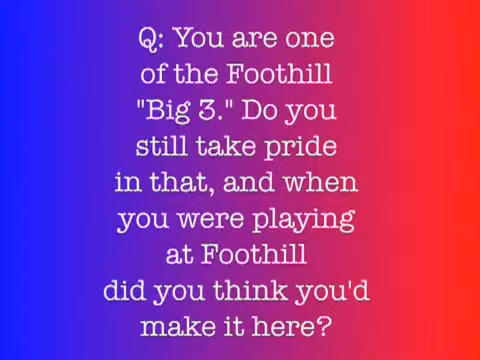 Q: You are one
of the Foothill
"Big 3." Do you
still take pride
in that, and when
you were playing
at Foothill
did you think you'd
make it here?